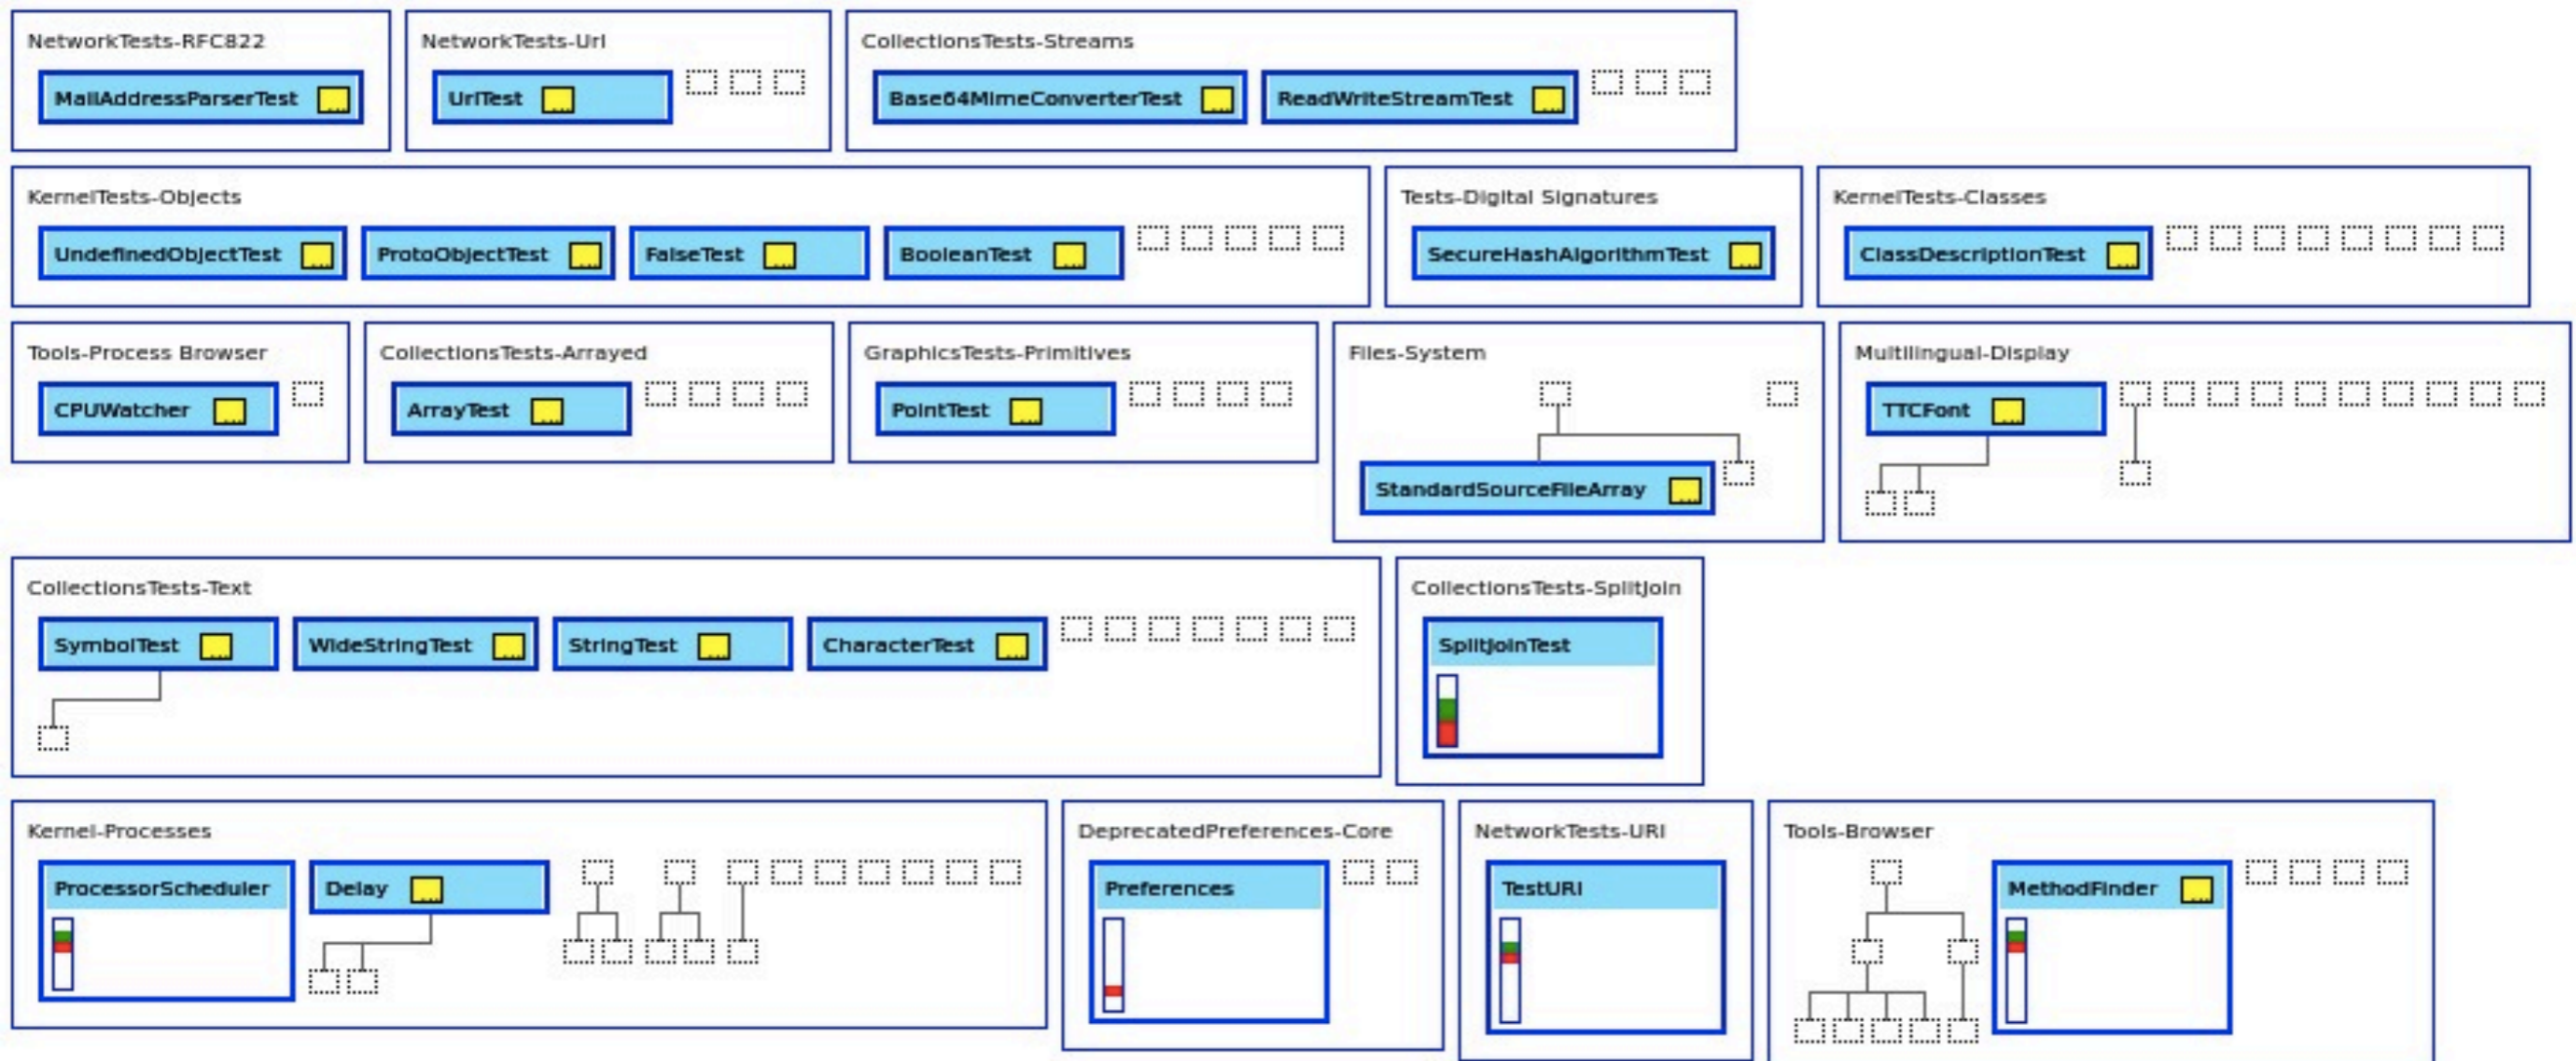 NetworkTests-RFC822
MailAddressParserTest
NetworkTests-Url
UrlTest
CollectionsTests-Streams
Base64MimeConverterTest
ReadWriteStreamTest
KernelTests-Objects
UndefinedObjectTest
ProtoObjectTest
FalseTest
BooleanTest
Tests-Digital Signatures
SecureHashAlgorithmTest
KernelTests-Classes
ClassDescriptionTest
Tools-Process Browser
CPUWatcher
CollectionsTests-Arrayed
ArrayTest
GraphicsTests-Primitives
PointTest
Files-System
StandardSourceFileArray
Multilingual-Display
TTCFont
CollectionsTests-Text
SymbolTest
WideStringTest
StringTest
CharacterTest
CollectionsTests-SplitJoin
SplitJoinTest
Kernel-Processes
ProcessorScheduler
Delay
DeprecatedPreferences-Core
Preferences
NetworkTests-URI
TestURI
Tools-Browser
MethodFinder